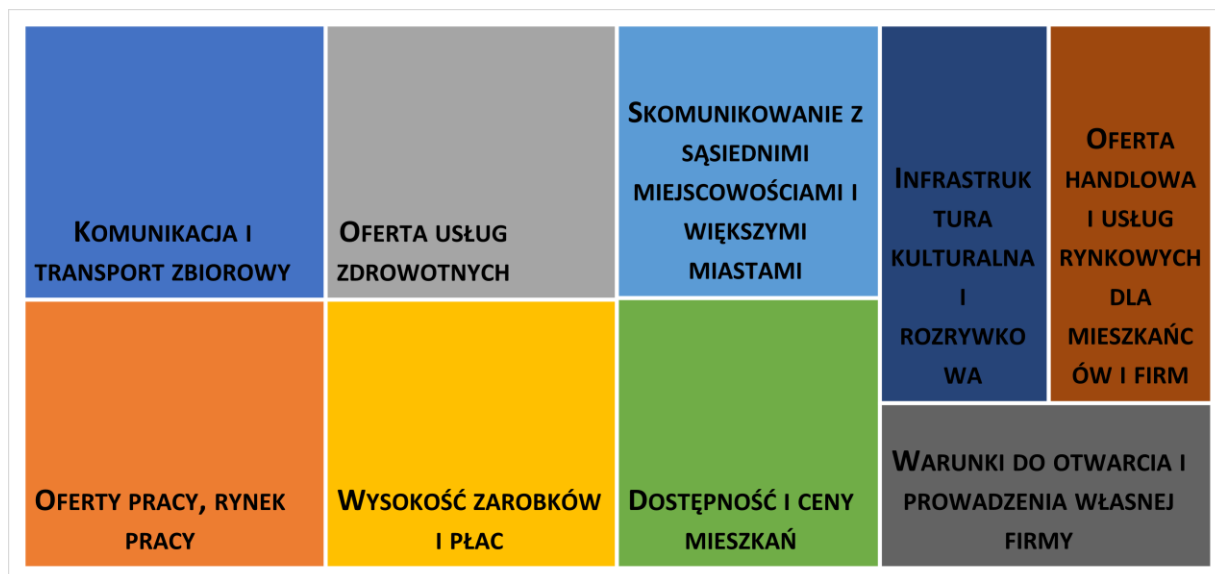 KOMUNIKACJA I
TRANSPORT ZBIOROWY
OFERTA USŁUG
ZDROWOTNYCH
SKOMUNIKOWANIE Z
SĄSIEDNIMI
MIEJSCOWOŚCIAMI I
WIĘKSZYMI
MIASTAMI
INFRASTRUK
TURA
KULTURALNA
I
ROZRYWKO
WA
OFERTA
HANDLOWA
I USŁUG
RYNKOWYCH
DLA
MIESZKAŃC
ÓW I FIRM
OFERTY PRACY, RYNEK
PRACY
WYSOKOŚĆ ZAROBKÓW
I PŁAC
DOSTĘPNOŚĆ I CENY
MIESZKAŃ
WARUNKI DO OTWARCIA I
PROWADZENIA WŁASNEJ
FIRMY